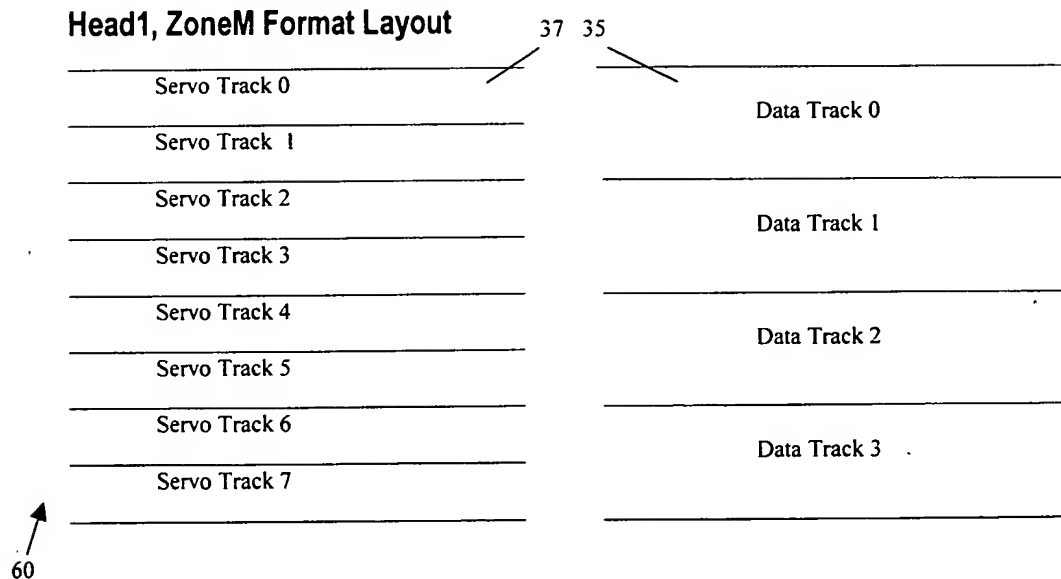 Head1, ZoneM Format Layout
37 35
Servo Track 0
Data Track 0
Servo Track 1
Servo Track 2
Data Track 1
Servo Track 3
Servo Track 4
Data Track 2
Servo Track 5
Servo Track 6
Data Track 3
Servo Track 7
60